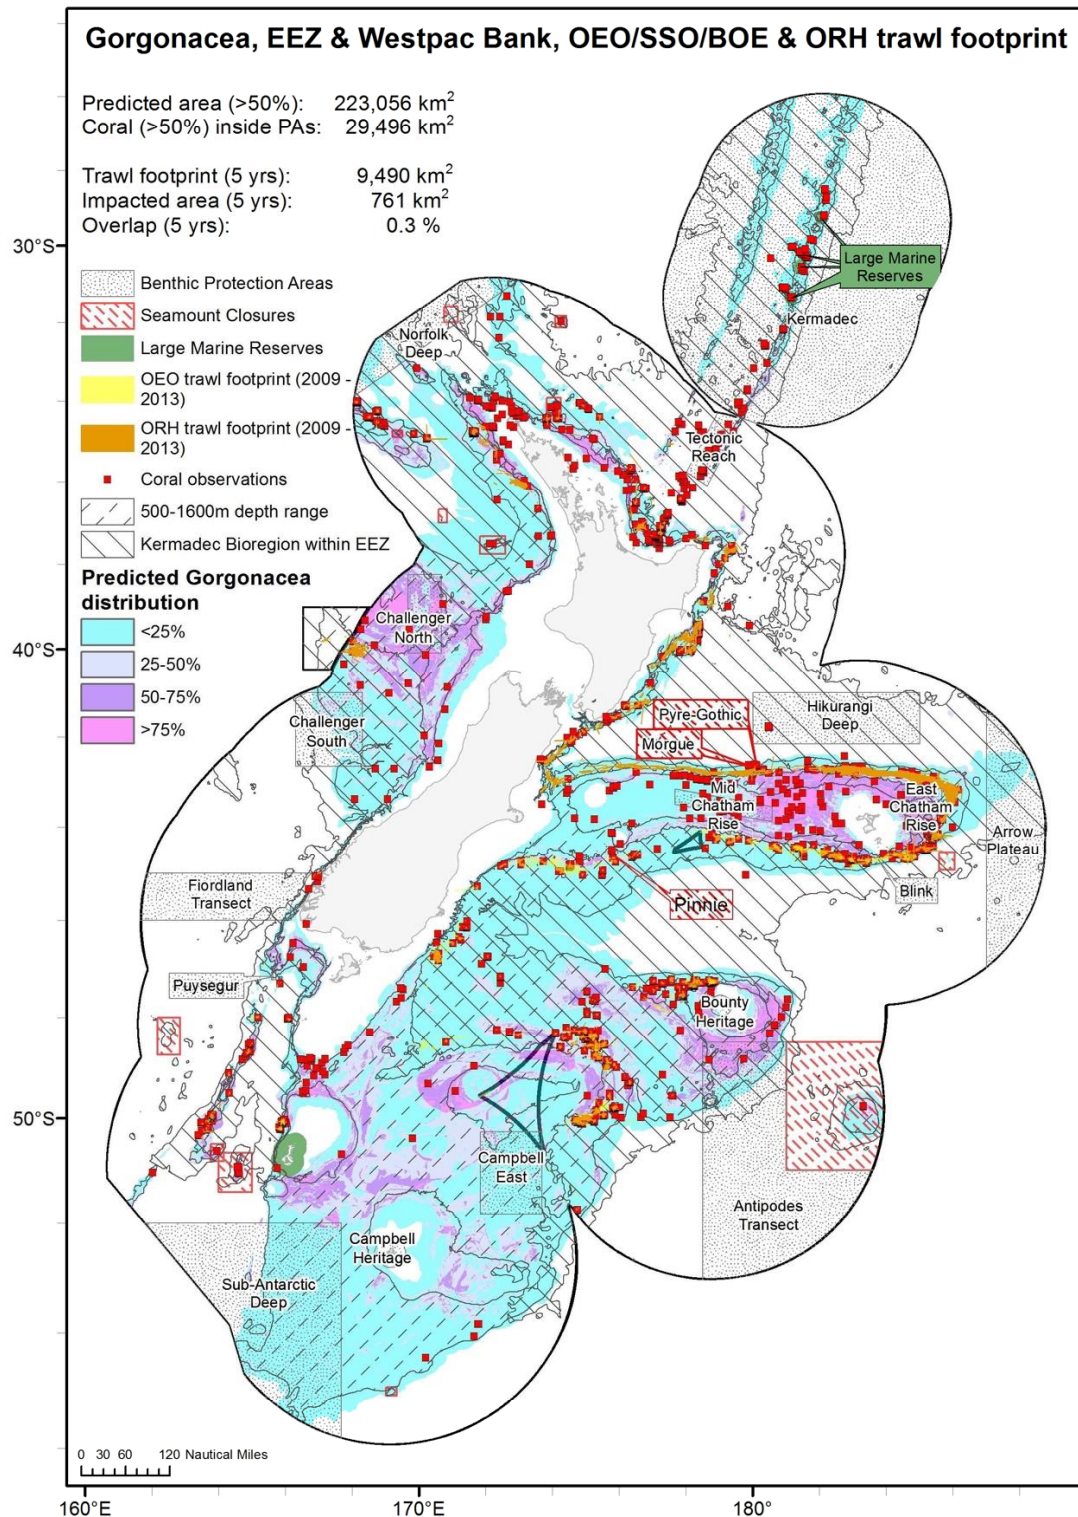 Gorgonacea, EEZ & Westpac Bank, OEO/SSO/BOE & ORH trawl footprint
Predicted area (>50%): 223,056 km²
Coral (>50%) inside PAs: 29,496 km²
Trawl footprint (5 yrs): 9,490 km²
Impacted area (5 yrs): 761 km²
Overlap (5 yrs): 0.3 %
30°S
Benthic Protection Areas
Seamount Closures
Large Marine Reserves
OEO trawl footprint (2009 -
2013)
ORH trawl footprint (2009 -
2013)
Coral observations
500-1600m depth range
Kermadec Bioregion within EEZ
Predicted Gorgonacea
distribution
<25%
25-50%
50-75%
>75%
Large Marine
Reserves
Kermadec
Norfolk
Deep
Tectonic
Reach
Challenger
North
40°S
Challenger
South
Pyre-Gothic
Morgue
Hikurangi
Deep
Mid
Chatham
Rise
East
Chatham
Rise
Arrow
Plateau
Blink
Pinnie
Fiordland
Transect
Puysegur
Bounty
Heritage
50°S
Campbell
East
Antipodes
Transect
Campbell
Heritage
Sub-Antarctic
Deep
0 30 60 120 Nautical Miles
160°E
170°E
180°